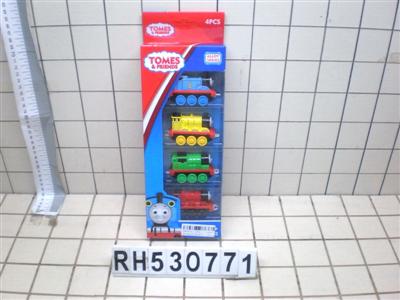 4PCS
TOMES
& FRIENDS
TOMES
& FRIENDS
RH530771